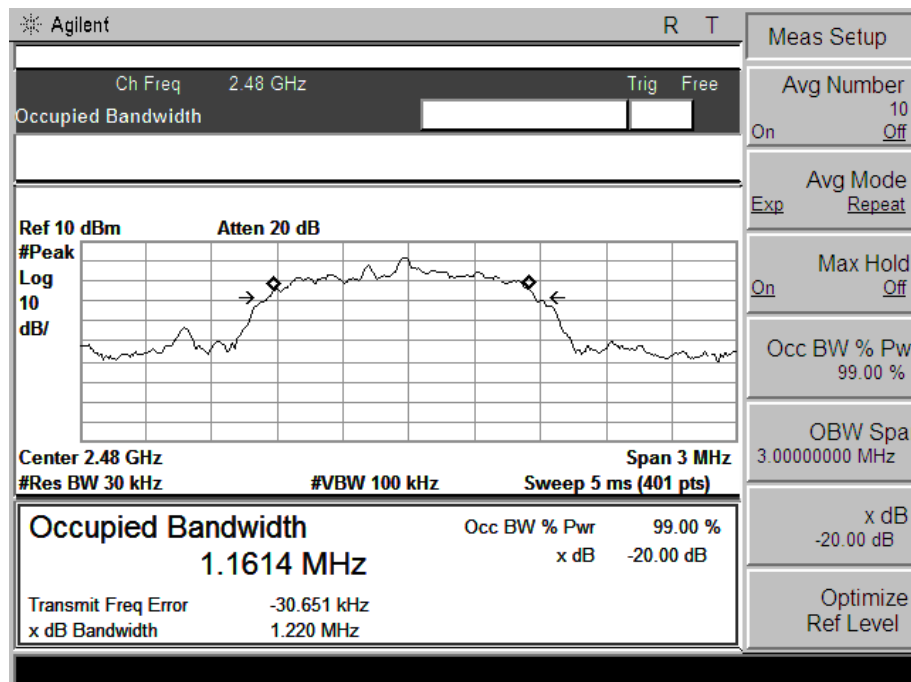 Agilent R T
Ch Freq 2.48 GHz Trig Free
Occupied Bandwidth
Ref 10 dBm Atten 20 dB
#Peak
Log
10
dB/
Center 2.48 GHz Span 3 MHz
#Res BW 30 kHz #VBW 100 kHz Sweep 5 ms (401 pts)
Occupied Bandwidth
1.1614 MHz
Occ BW % Pwr 99.00 %
x dB -20.00 dB
Transmit Freq Error -30.651 kHz
x dB Bandwidth 1.220 MHz
Meas Setup
Avg Number
10
On Off
Avg Mode
Exp Repeat
Max Hold
On Off
Occ BW % Pw
99.00 %
OBW Spa
3.00000000 MHz
x dB
-20.00 dB
Optimize
Ref Level